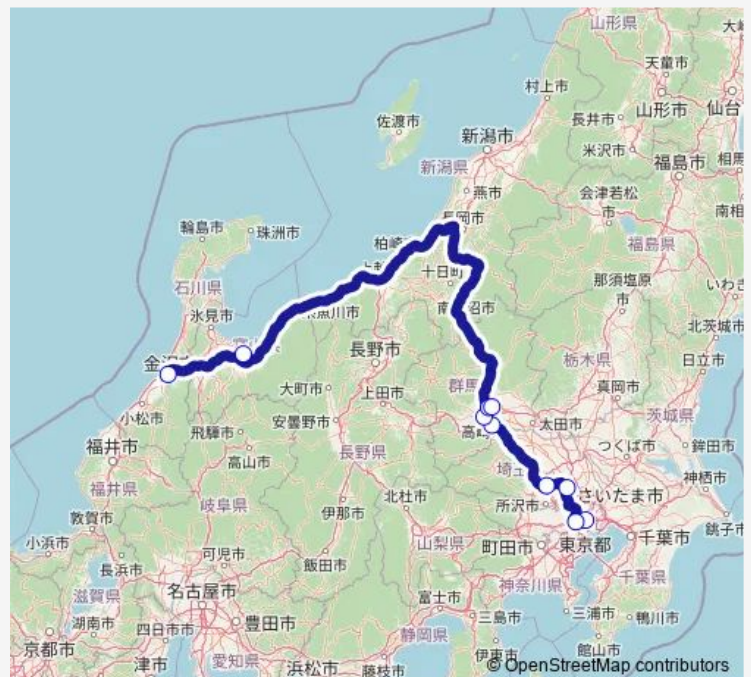 山形県
天童市
村上市
山形市
仙台
長井市
佐渡市
新潟市
米沢市
相馬
福島市
新潟県
燕市
会津若松
市
南相
輪島市
珠洲市
長岡市
柏崎
福島県
十日町
石川県
那須塩原
市
いわき
氷見市
北茨城市
長野市
栃木県
日立市
大町市
上田市
群馬
真岡市
小松市
茨城県
太田市
飛騨市
安曇野市
福井市
つくば市
鉾田市
高山市
長野県
神栖市
福井県
所沢市
さいたま市
岐阜県
北杜市
伊那市
敦賀市
銚子市
小浜市
山梨県
町田市
東京都
千葉市
可児市
飯田市
長浜市
神奈川県
千葉県
滋賀県
名古屋市
富士市
三浦市
鴨川市
湖南市
三島市
豊田市
四日市市
静岡県
館山市
京都市
愛知県
伊東市
津市
浜松市
藤枝市
© OpenStreetMap contributors